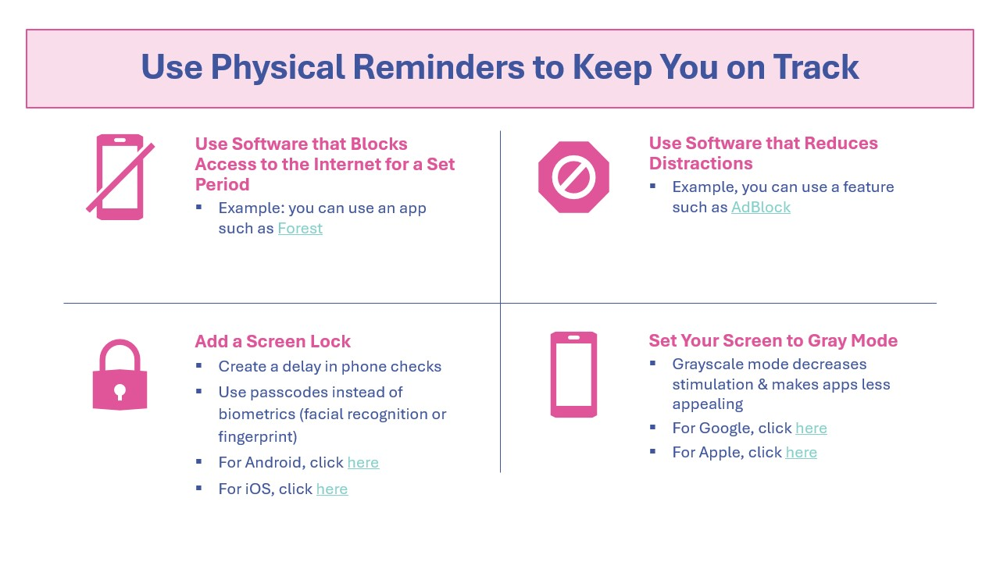 Use Physical Reminders to Keep You on Track
Use Software that Blocks
Access to the Internet for a Set
Period
▪ Example: you can use an app
such as Forest
Use Software that Reduces
Distractions
▪ Example, you can use a feature
such as AdBlock
Add a Screen Lock
▪ Create a delay in phone checks
▪ Use passcodes instead of
biometrics (facial recognition or
fingerprint)
▪ For Android, click here
▪ For iOS, click here
Set Your Screen to Gray Mode
▪ Grayscale mode decreases
stimulation & makes apps less
appealing
▪ For Google, click here
▪ For Apple, click here